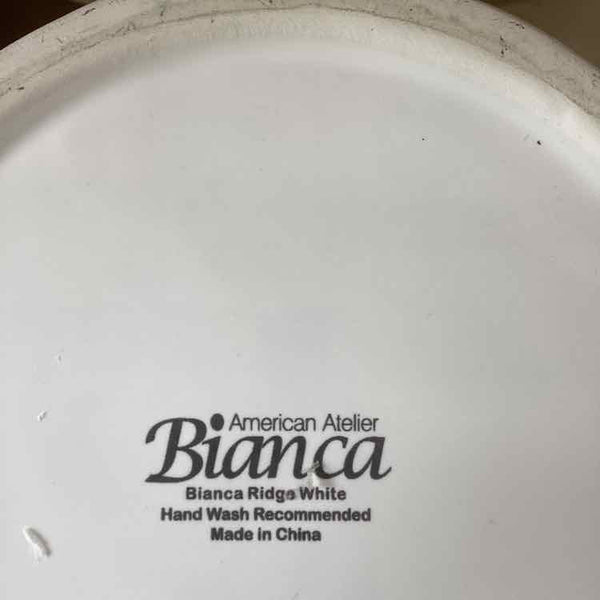 American Atelier
Bianca
Bianca Ridge White
Hand Wash Recommended
Made in China